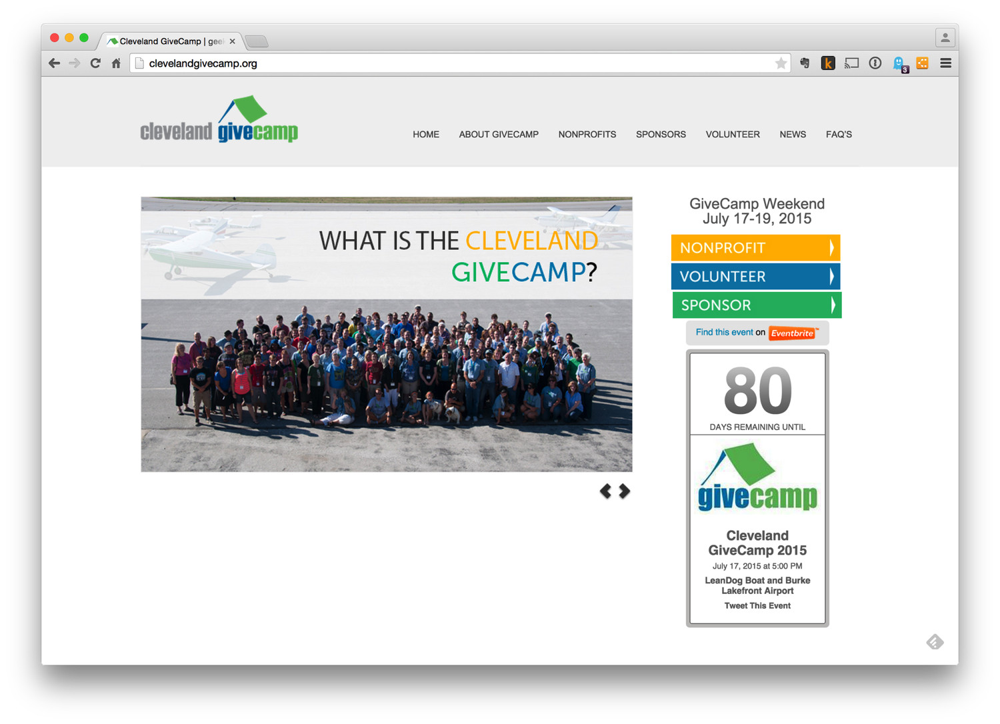 Cleveland GiveCamp | gee
clevelandgivecamp.org
3
cleveland givecamp
HOME ABOUT GIVECAMP NONPROFITS SPONSORS VOLUNTEER NEWS FAQ'S
WHAT IS THE CLEVELAND
GIVECAMP?
GiveCamp Weekend
July 17-19, 2015
NONPROFIT
VOLUNTEER
SPONSOR
Find this event on Eventbrite™
80
DAYS REMAINING UNTIL
givecamp
Cleveland
GiveCamp 2015
July 17, 2015 at 5:00 PM
LeanDog Boat and Burke
Lakefront Airport
Tweet This Event